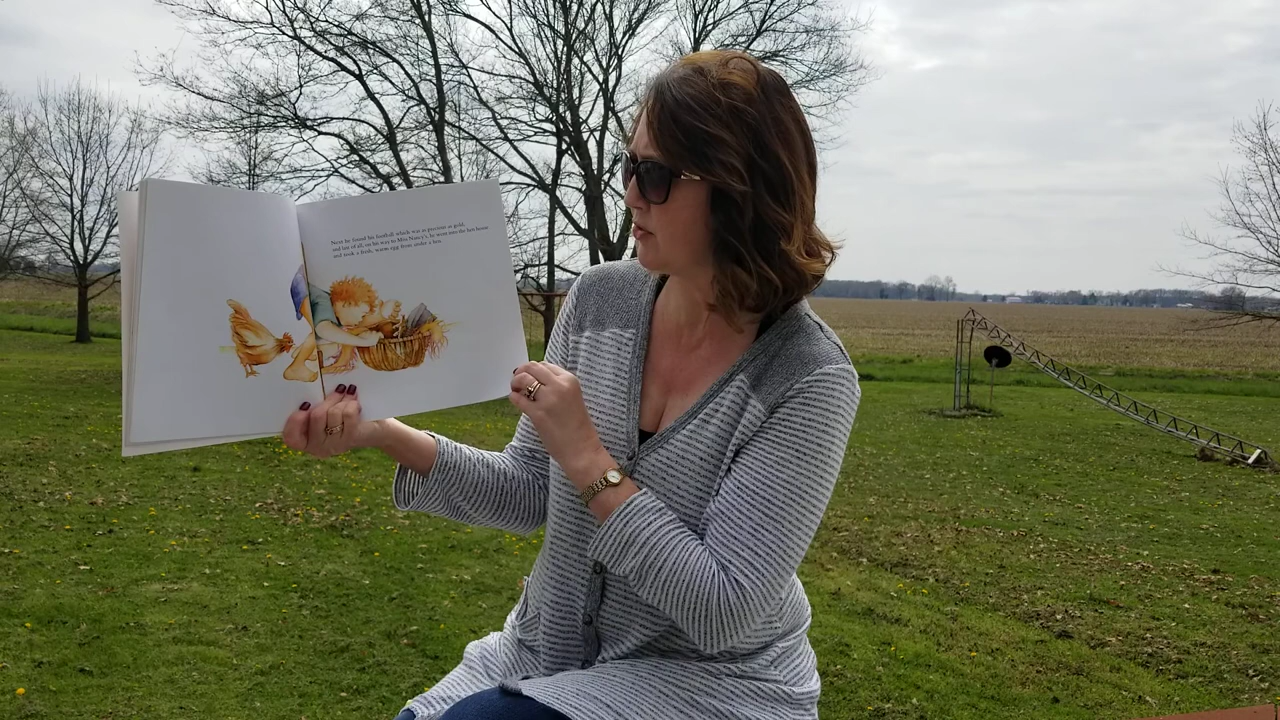 Next he found his football which was as precious as gold,
and last of all, on his way to Miss Nancy's, he went into the hen house
and took a fresh, warm egg from under a hen.